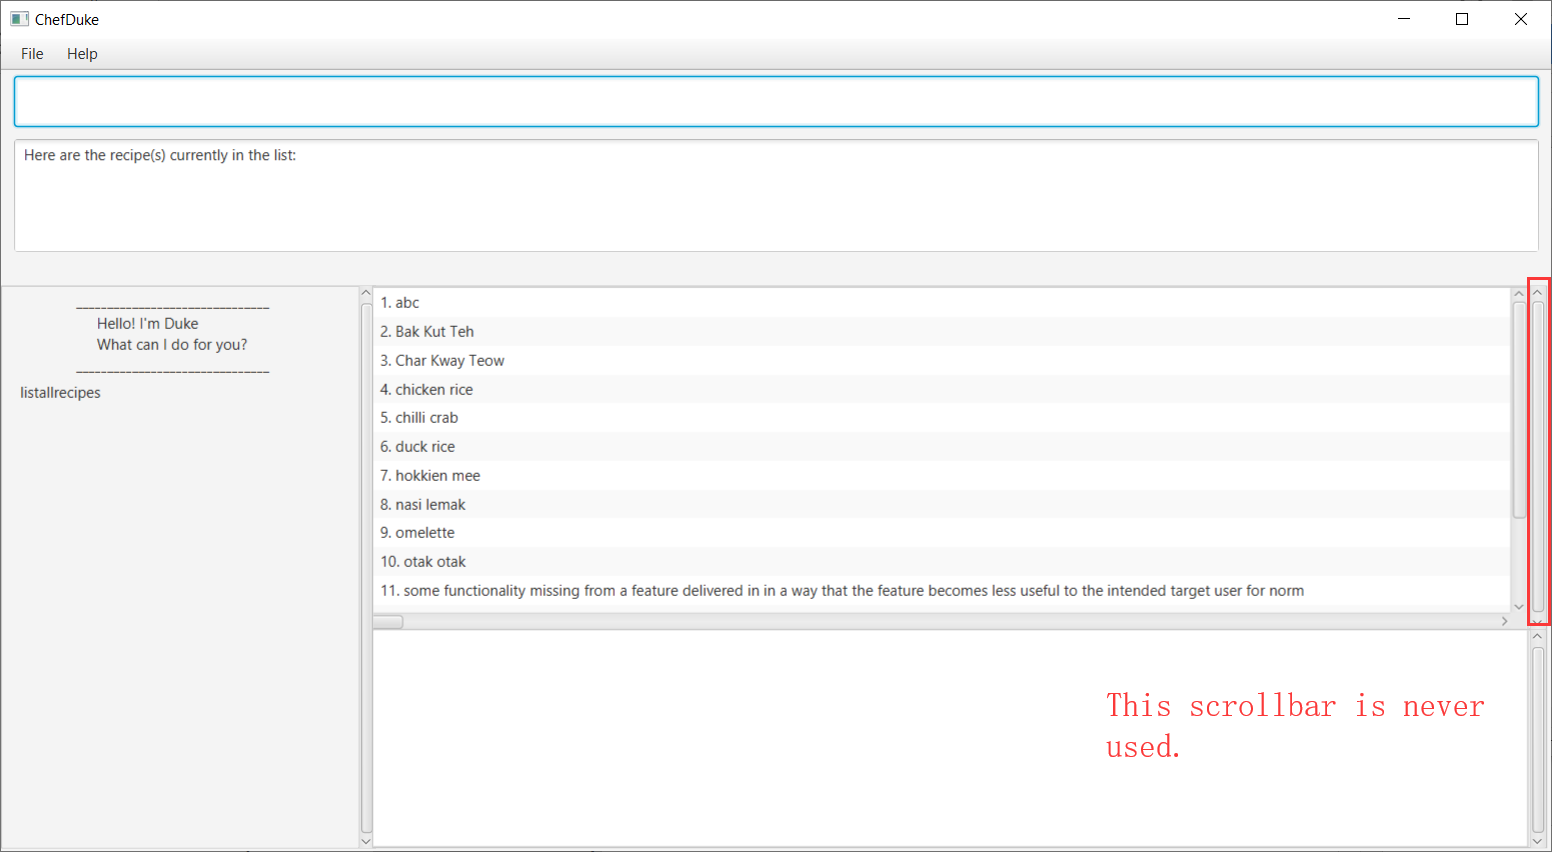 ChefDuke
File Help
Here are the recipe(s) currently in the list:
_______________________________
Hello! I'm Duke
What can I do for you?
_______________________________
listallrecipes
1. abc
2. Bak Kut Teh
3. Char Kway Teow
4. chicken rice
5. chilli crab
6. duck rice
7. hokkien mee
8. nasi lemak
9. omelette
10. otak otak
11. some functionality missing from a feature delivered in in a way that the feature becomes less useful to the intended target user for norm
This scrollbar is never
used.